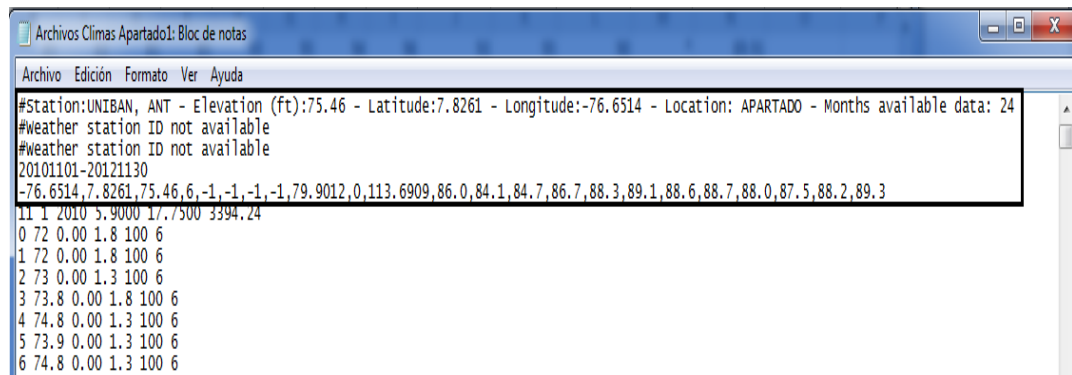 Archivos Climas Apartado1: Bloc de notas
Archivo Edición Formato Ver Ayuda
#Station:UNIBAN, ANT - Elevation (ft):75.46 - Latitude:7.8261 - Longitude:-76.6514 - Location: APARTADO - Months available data: 24
#Weather station ID not available
#Weather station ID not available
20101101-20121130
-76.6514,7.8261,75.46,6,-1,-1,-1,-1,79.9012,0,113.6909,86.0,84.1,84.7,86.7,88.3,89.1,88.6,88.7,88.0,87.5,88.2,89.3
11 1 2010 5.9000 17.7500 3394.24
0 72 0.00 1.8 100 6
1 72 0.00 1.8 100 6
2 73 0.00 1.3 100 6
3 73.8 0.00 1.8 100 6
4 74.8 0.00 1.3 100 6
5 73.9 0.00 1.3 100 6
6 74.8 0.00 1.3 100 6